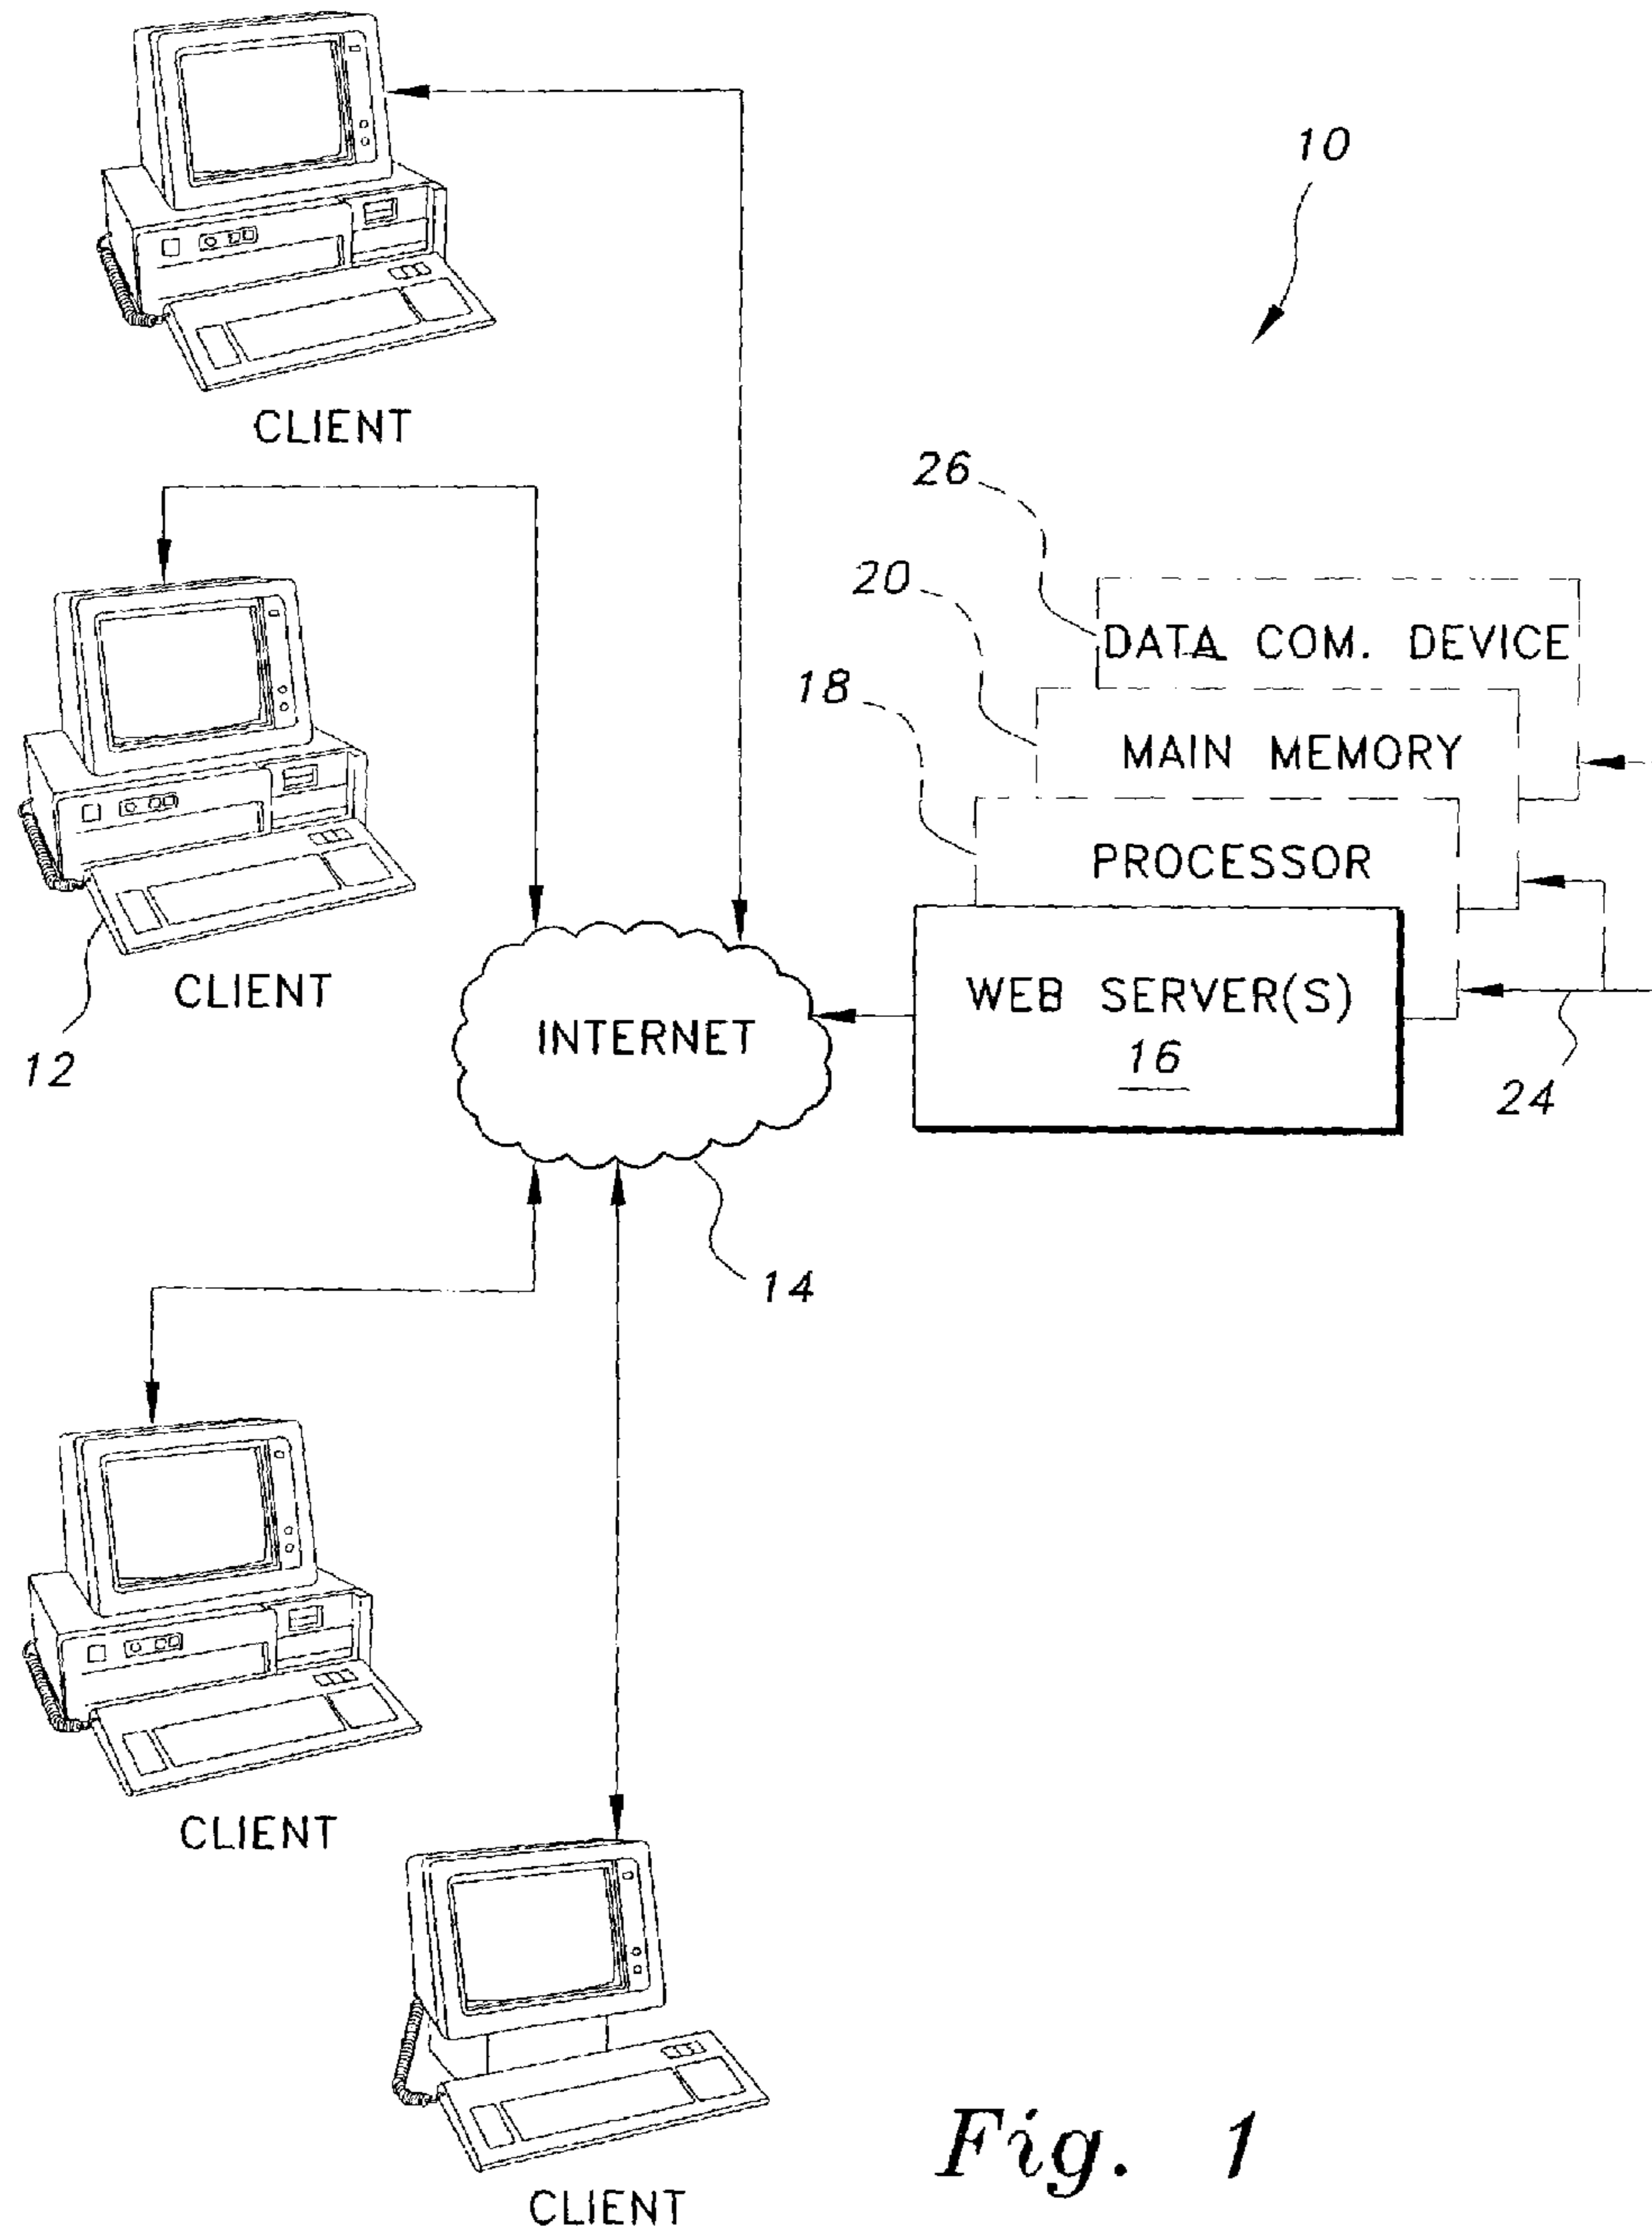 10
CLIENT
26
20
DATA COM. DEVICE
18
MAIN MEMORY
PROCESSOR
CLIENT
WEB SERVER(S)
16
INTERNET
12
24
14
CLIENT
Fig. 1
CLIENT